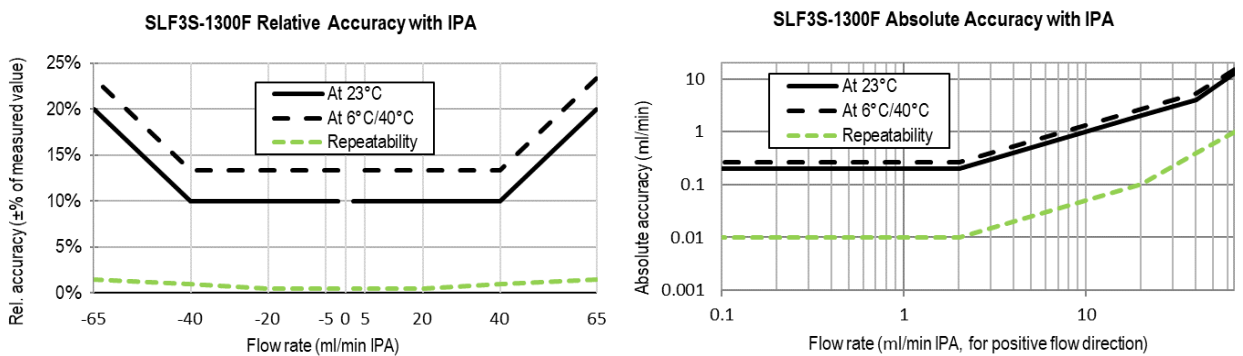 SLF3S-1300F Relative Accuracy with IPA
Rel. accuracy (±% of measured value)
25%
20%
15%
10%
5%
0%
At 23°C
At 6°C/40°C
Repeatability
-65 -40 -20 -5 0 5 20 40 65
Flow rate (ml/min IPA)
SLF3S-1300F Absolute Accuracy with IPA
Absolute accuracy (ml/min)
10
1
0.1
0.01
0.001
At 23°C
At 6°C/40°C
Repeatability
0.1 1 10
Flow rate (ml/min IPA, for positive flow direction)